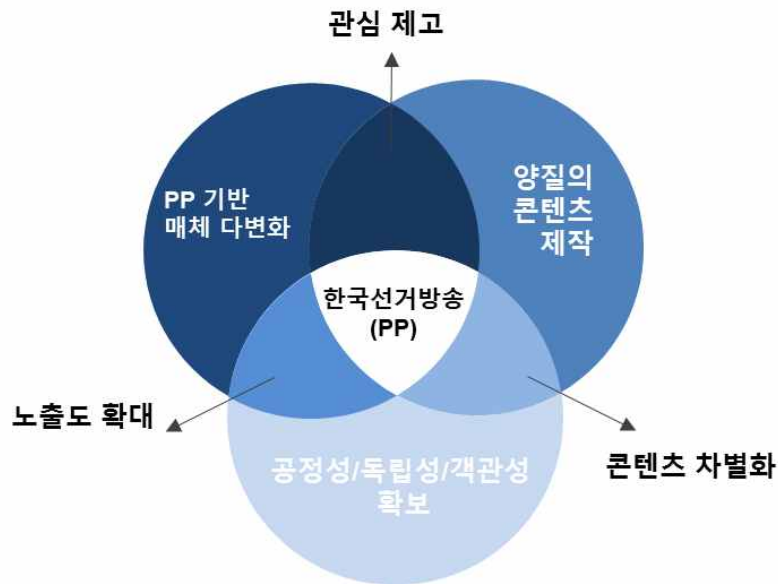 관심 제고
PP 기반
매체 다변화
양질의
콘텐츠
제작
한국선거방송
(PP)
노출도 확대
콘텐츠 차별화
공정성/독립성/객관성
확보